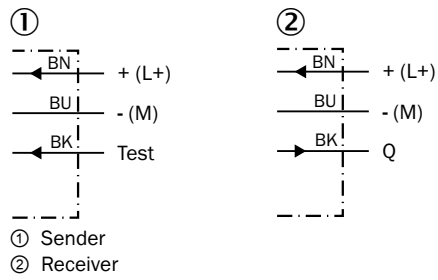 ① ②
BN + (L+) BN + (L+)
BU - (M) BU - (M)
BK Test BK Q
① Sender
② Receiver